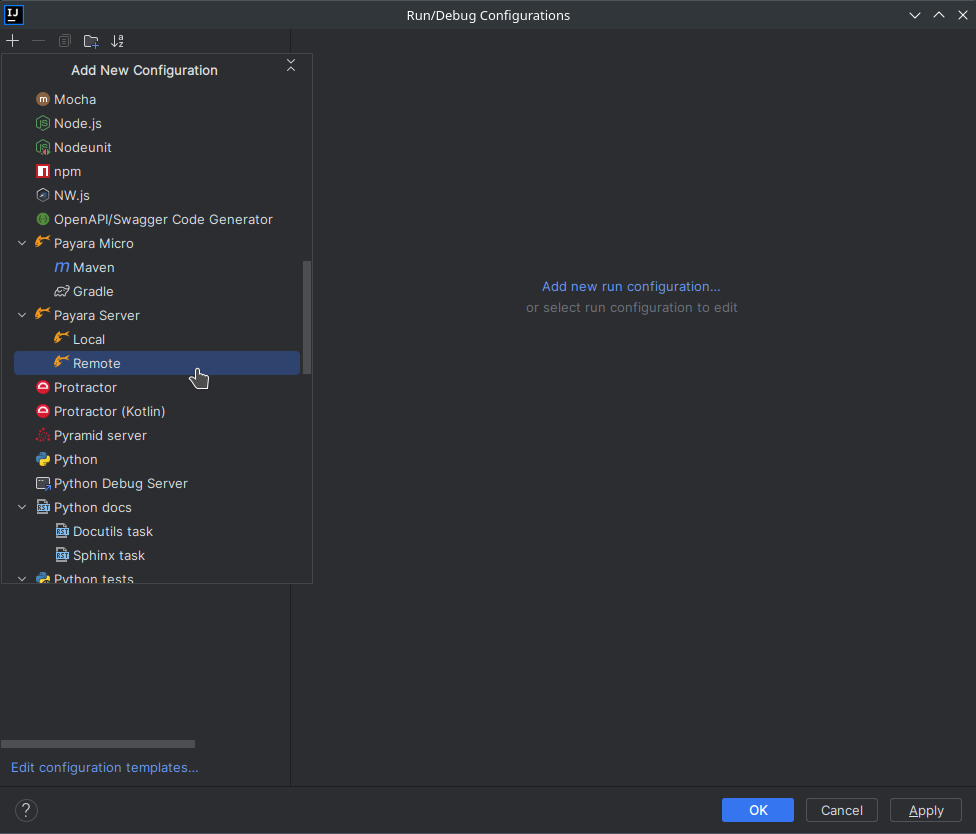 Run/Debug Configurations
Add New Configuration
Mocha
Node.js
Nodeunit
npm
NW.js
OpenAPI/Swagger Code Generator
Payara Micro
Maven
Gradle
Payara Server
Local
Remote
Protractor
Protractor (Kotlin)
Pyramid server
Python
Python Debug Server
Python docs
Docutils task
Sphinx task
Python tests
Add new run configuration...
or select run configuration to edit
Edit configuration templates...
?
OK
Cancel
Apply